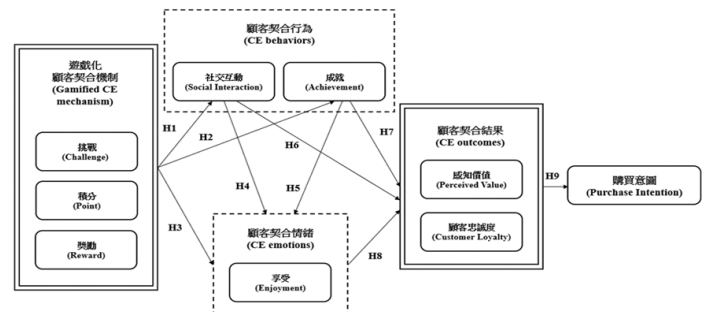 遊戲化
顧客契合機制
(Gamified CE
mechanism)
挑戰
(Challenge)
積分
(Point)
獎勵
(Reward)
顧客契合行為
(CE behaviors)
社交互動
(Social Interaction)
成就
(Achievement)
H1
H2
H3
H4
H5
H6
H7
顧客契合情緒
(CE emotions)
享受
(Enjoyment)
H8
顧客契合結果
(CE outcomes)
感知價值
(Perceived Value)
顧客忠誠度
(Customer Loyalty)
H9
購買意圖
(Purchase Intention)